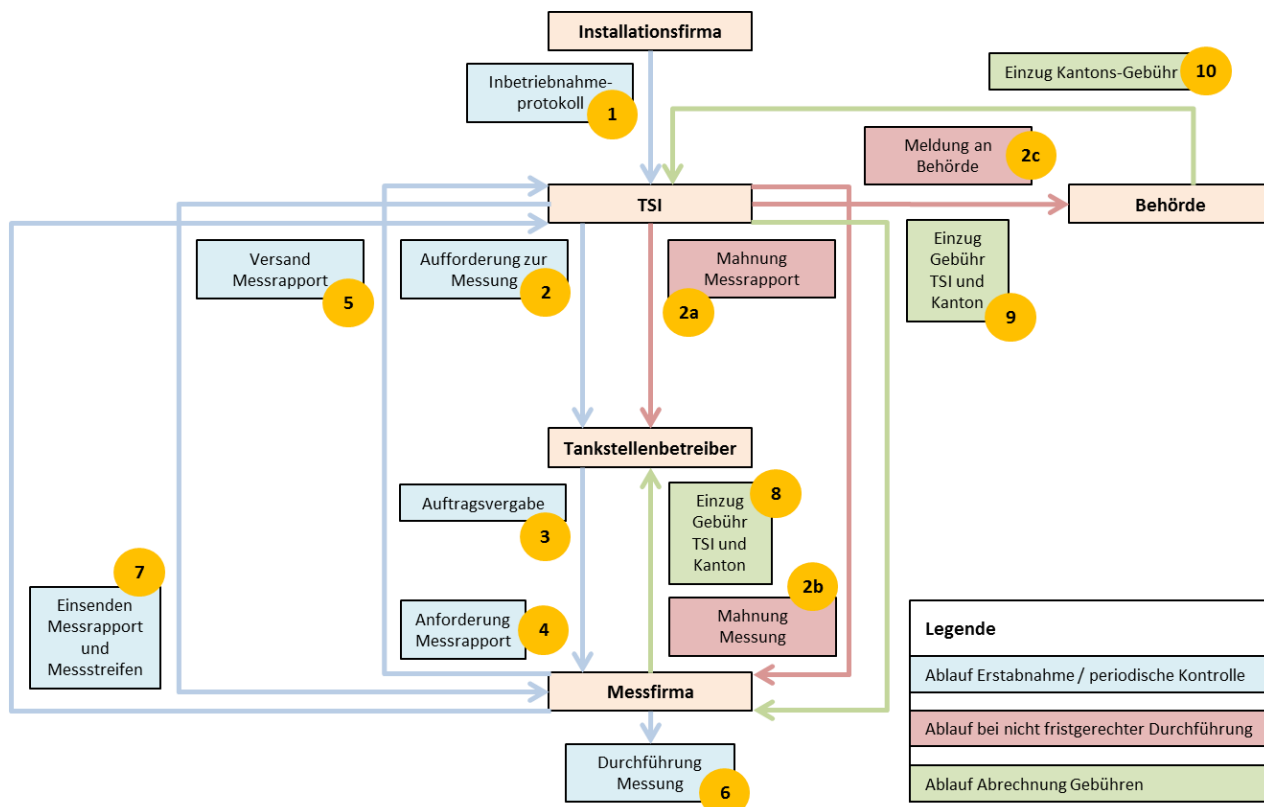 Installationsfirma
Inbetriebnahme-
protokoll
1
Einzug Kantons-Gebühr
10
Meldung an
Behörde
2c
TSI
Behörde
Versand
Messrapport
5
Aufforderung zur
Messung
2
Mahnung
Messrapport
2a
Einzug
Gebühr
TSI und
Kanton
9
Tankstellenbetreiber
Auftragsvergabe
3
Einzug
Gebühr
TSI und
Kanton
8
7
Einsenden
Messrapport
und
Messstreifen
Anforderung
Messrapport
4
2b
Mahnung
Messung
Messfirma
Durchführung
Messung
6
Legende
Ablauf Erstabnahme / periodische Kontrolle
Ablauf bei nicht fristgerechter Durchführung
Ablauf Abrechnung Gebühren